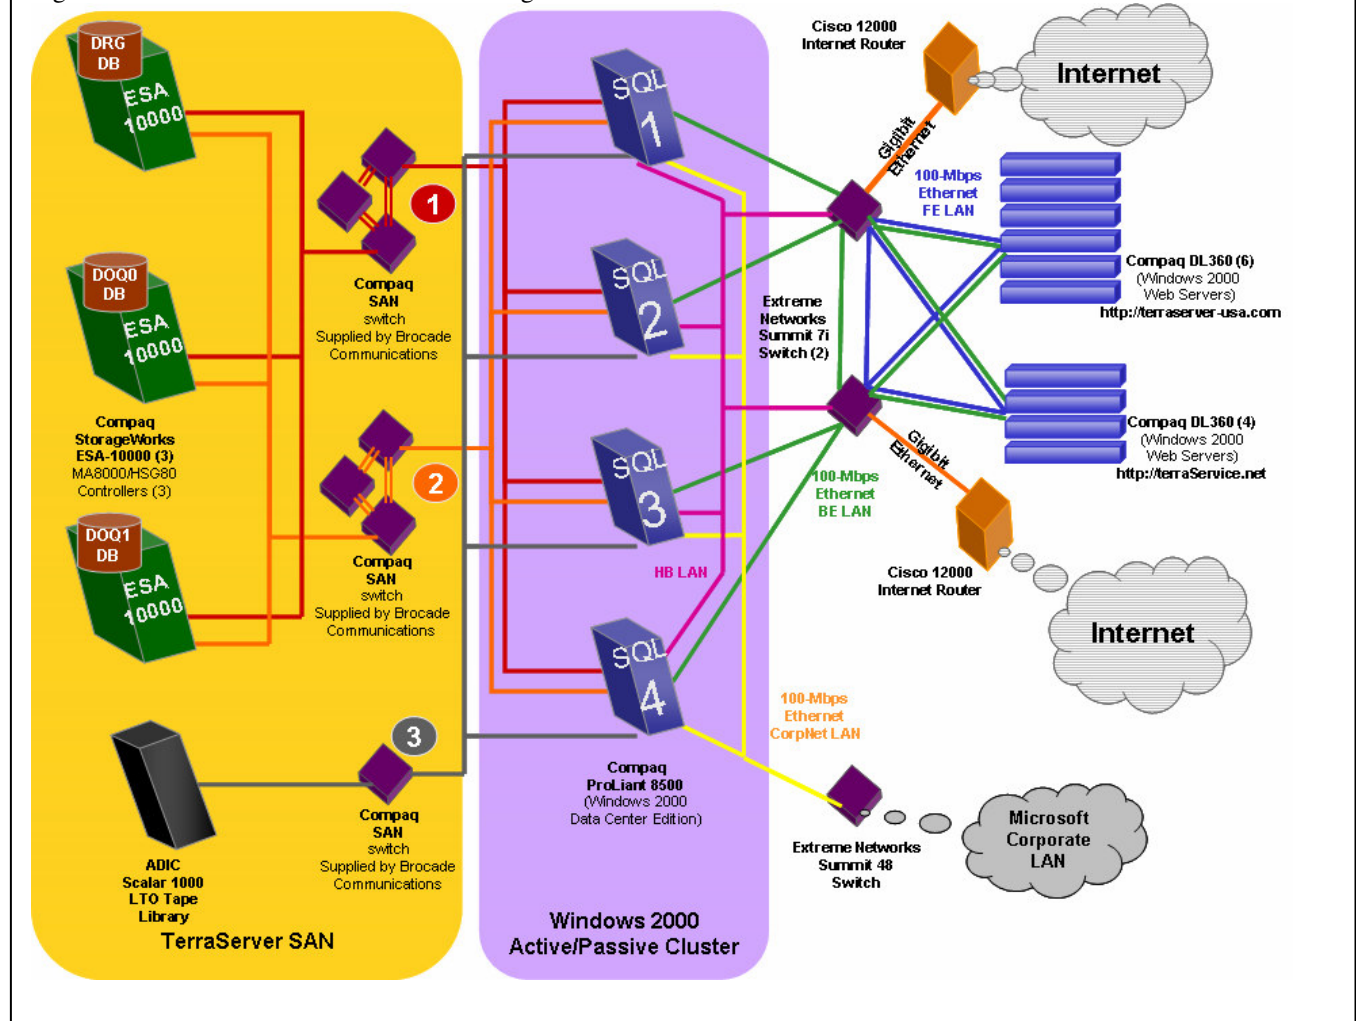 DRG
DB
ESA
10000
DOQ0
DB
ESA
10000
Compaq
StorageWorks
ESA-10000 (3)
MA8000/HSG80
Controllers (3)
DOQ1
DB
ESA
10000
ADIC
Scalar 1000
LTO Tape
Library
1
Compaq
SAN
switch
Supplied by Brocade
Communications
2
Compaq
SAN
switch
Supplied by Brocade
Communications
3
Compaq
SAN
switch
Supplied by Brocade
Communications
TerraServer SAN
SQL
1
SQL
2
SQL
3
SQL
4
HB LAN
Compaq
ProLiant 8500
(Windows 2000
Data Center Edition)
Windows 2000
Active/Passive Cluster
Cisco 12000
Internet Router
Internet
Gigibit
Ethernet
100-Mbps
Ethernet
FE LAN
Compaq DL360 (6)
(Windows 2000
Web Servers)
http://terraserver-usa.com
Extreme
Networks
Summit 7i
Switch (2)
Compaq DL360 (4)
(Windows 2000
Web Servers)
http://terraService.net
Gigibit
Ethernet
100-Mbps
Ethernet
BE LAN
Cisco 12000
Internet Router
Internet
100-Mbps
Ethernet
CorpNet LAN
Extreme Networks
Summit 48
Switch
Microsoft
Corporate
LAN